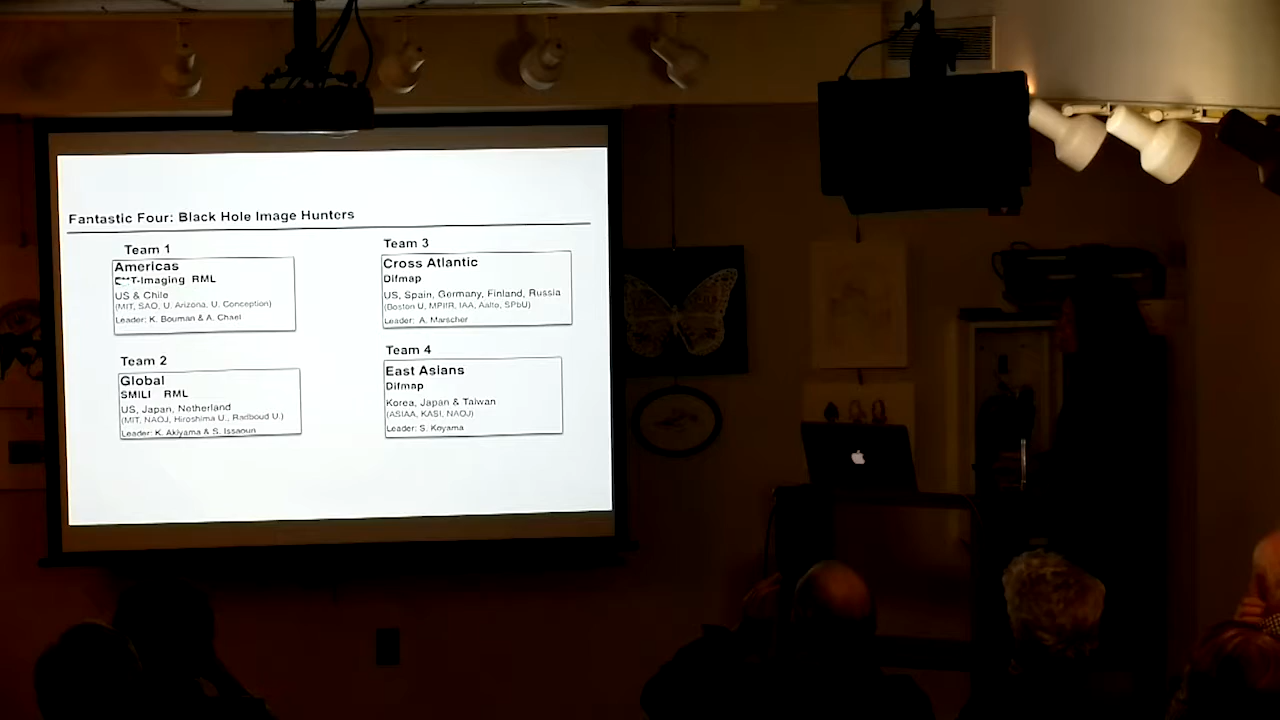 Fantastic Four: Black Hole Image Hunters
Team 1
Americas
EHT-Imaging RML
US & Chile
(MIT, SAO, U. Arizona, U. Conception)
Leader: K. Bouman & A. Chael
Team 2
Global
SMILI RML
US, Japan, Netherland
(MIT, NAOJ, Hiroshima U., Radboud U.)
Leader: K. Akiyama & S. Issaoun
Team 3
Cross Atlantic
Difmap
US, Spain, Germany, Finland, Russia
(Boston U, MPIfR, IAA, Aalto, SPbU)
Leader: A. Marscher
Team 4
East Asians
Difmap
Korea, Japan & Taiwan
(ASIAA, KASI, NAOJ)
Leader: S. Koyama